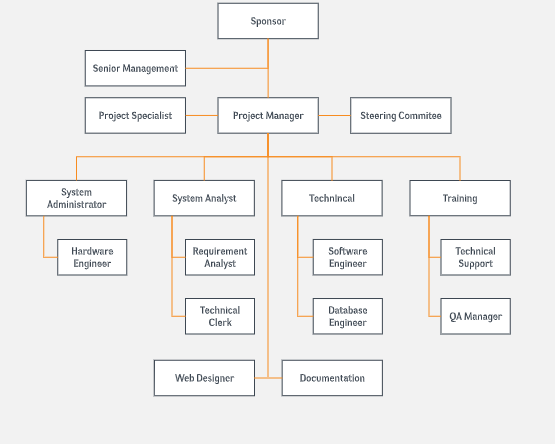 Sponsor
Senior Management
Project Specialist
Project Manager
Steering Commitee
System
Administrator
System Analyst
Technincal
Training
Hardware
Engineer
Requirement
Analyst
Software
Engineer
Technical
Support
Technical
Clerk
Database
Engineer
QA Manager
Web Designer
Documentation